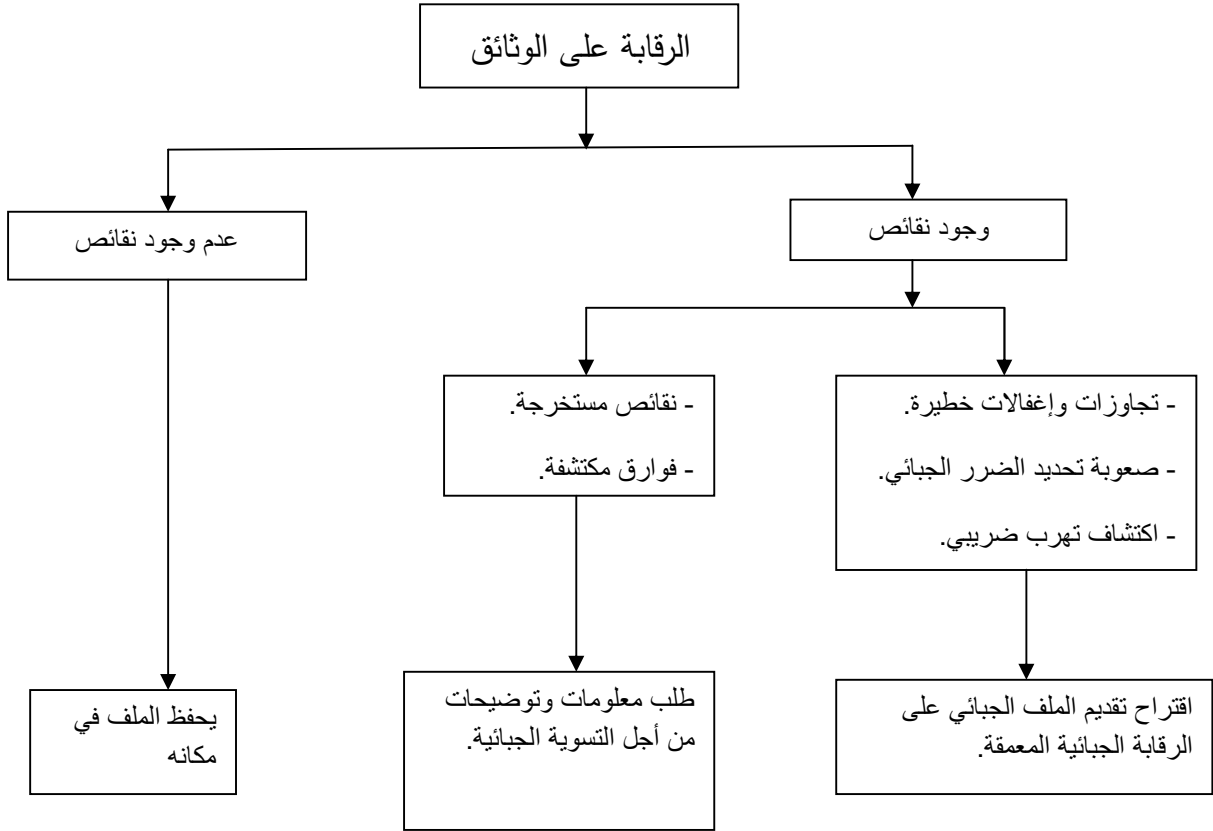 الرقابة على الوثائق
وجود نقائص
عدم وجود نقائص
- تجاوزات وإغفالات خطيرة.
- صعوبة تحديد الضرر الجبائي.
- اكتشاف تهرب ضريبي.
- نقائص مستخرجة.
- فوارق مكتشفة.
اقتراح تقديم الملف الجبائي على
الرقابة الجبائية المعمقة.
طلب معلومات وتوضيحات
من أجل التسوية الجبائية.
يحفظ الملف في
مكانه